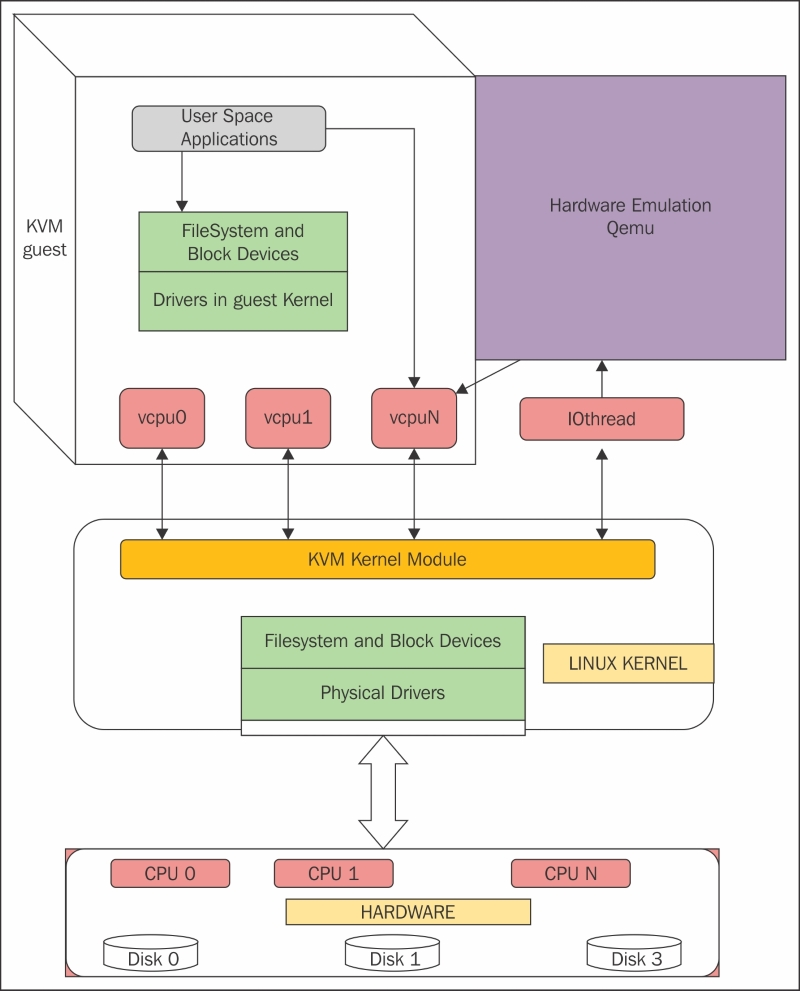 User Space
Applications
KVM
guest
FileSystem and
Block Devices
Drivers in guest Kernel
Hardware Emulation
Qemu
vcpu0
vcpu1
vcpuN
IOthread
KVM Kernel Module
Filesystem and Block Devices
LINUX KERNEL
Physical Drivers
CPU 0
CPU 1
CPU N
HARDWARE
Disk 0
Disk 1
Disk 3